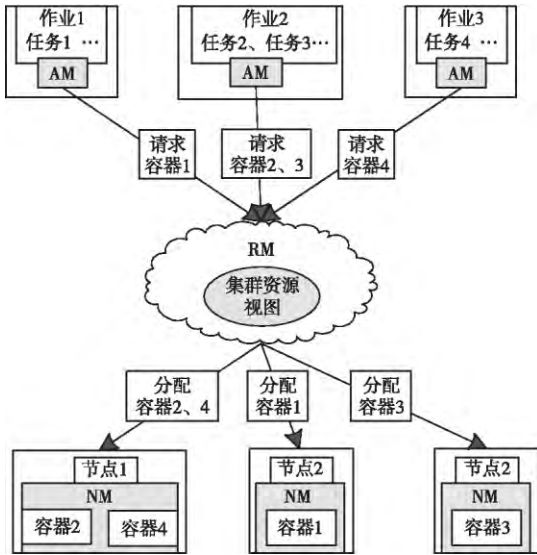 作业1
任务1 …
AM
作业2
任务2、任务3…
AM
作业3
任务4 …
AM
请求
容器1
请求
容器2、3
请求
容器4
RM
集群资源
视图
分配
容器2、4
分配
容器1
分配
容器3
节点1
NM
容器2
容器4
节点2
NM
容器1
节点2
NM
容器3